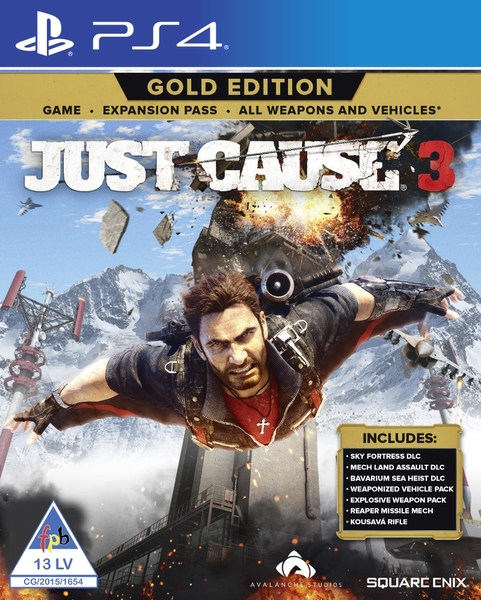 PS4
GOLD EDITION
GAME • EXPANSION PASS • ALL WEAPONS AND VEHICLES*
JUST CAUSE® 3
INCLUDES:
• SKY FORTRESS DLC
• MECH LAND ASSAULT DLC
• BAVARIUM SEA HEIST DLC
• WEAPONIZED VEHICLE PACK
• EXPLOSIVE WEAPON PACK
• REAPER MISSILE MECH
• KOUSAVÁ RIFLE
fpb
13 LV
CG/2015/1654
AVALANCHE STUDIOS
SQUARE ENIX